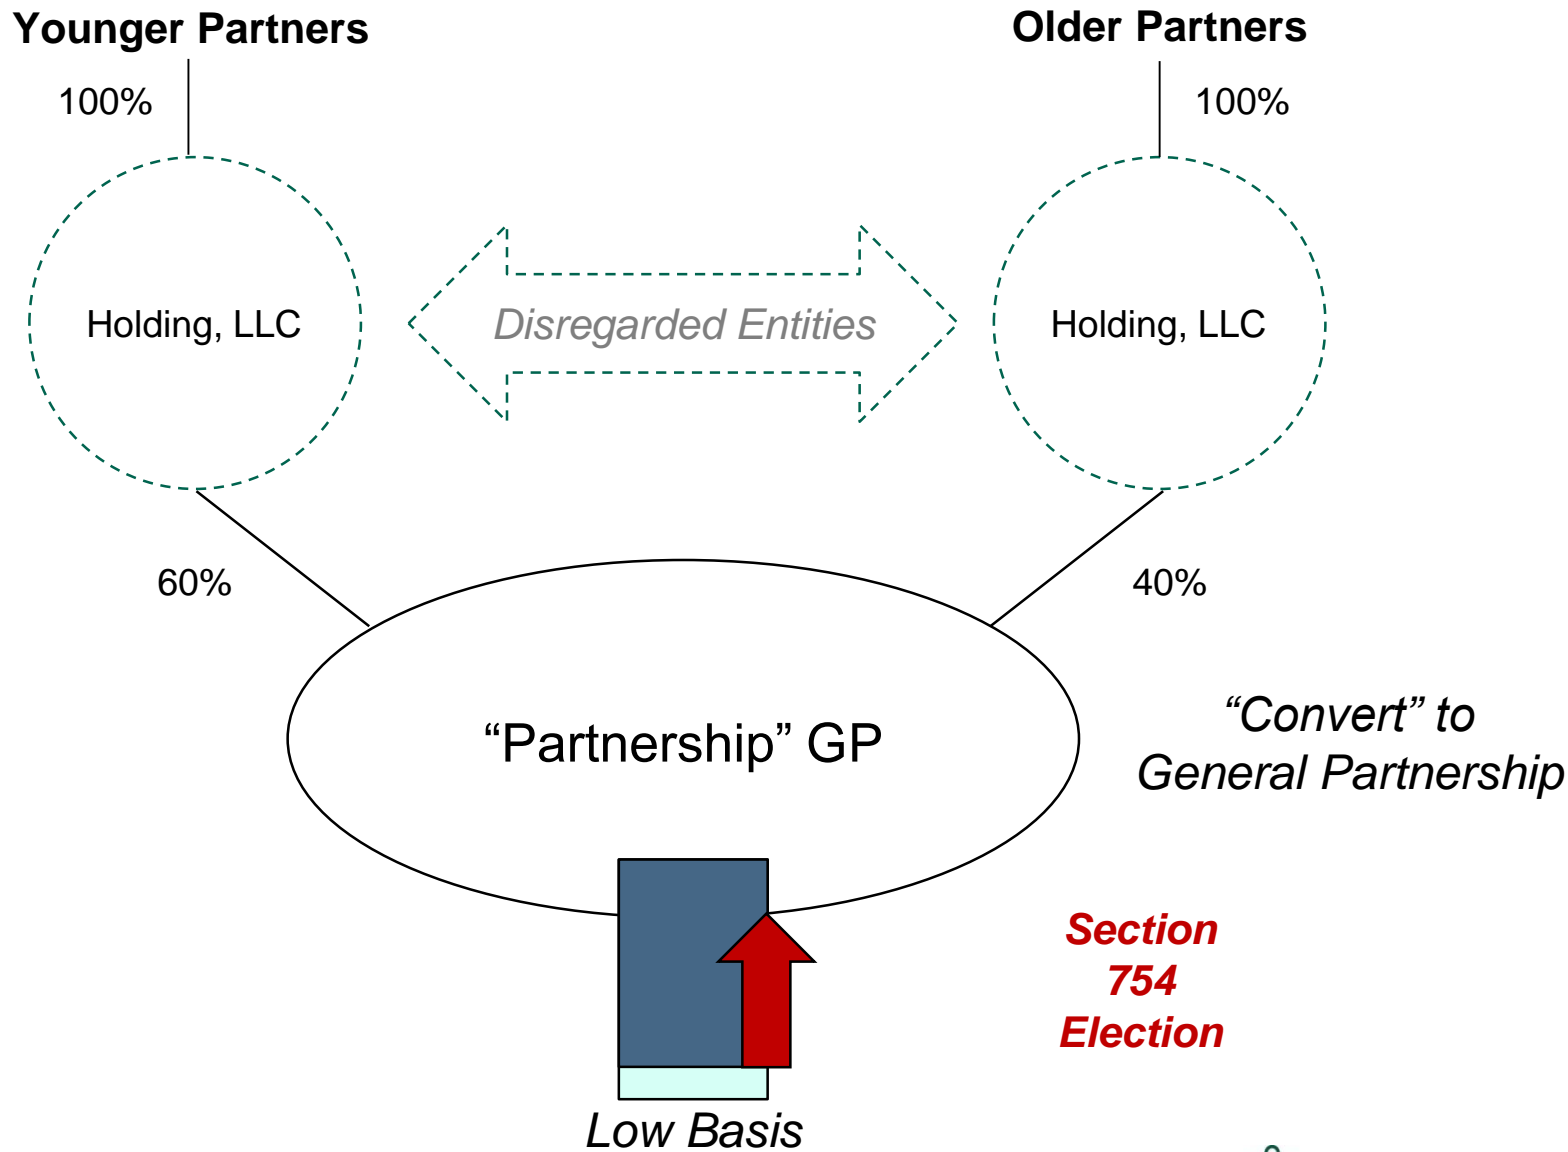 Younger Partners
Older Partners
100%
100%
Holding, LLC
Disregarded Entities
Holding, LLC
60%
40%
“Partnership” GP
“Convert” to
General Partnership
Section
754
Election
Low Basis